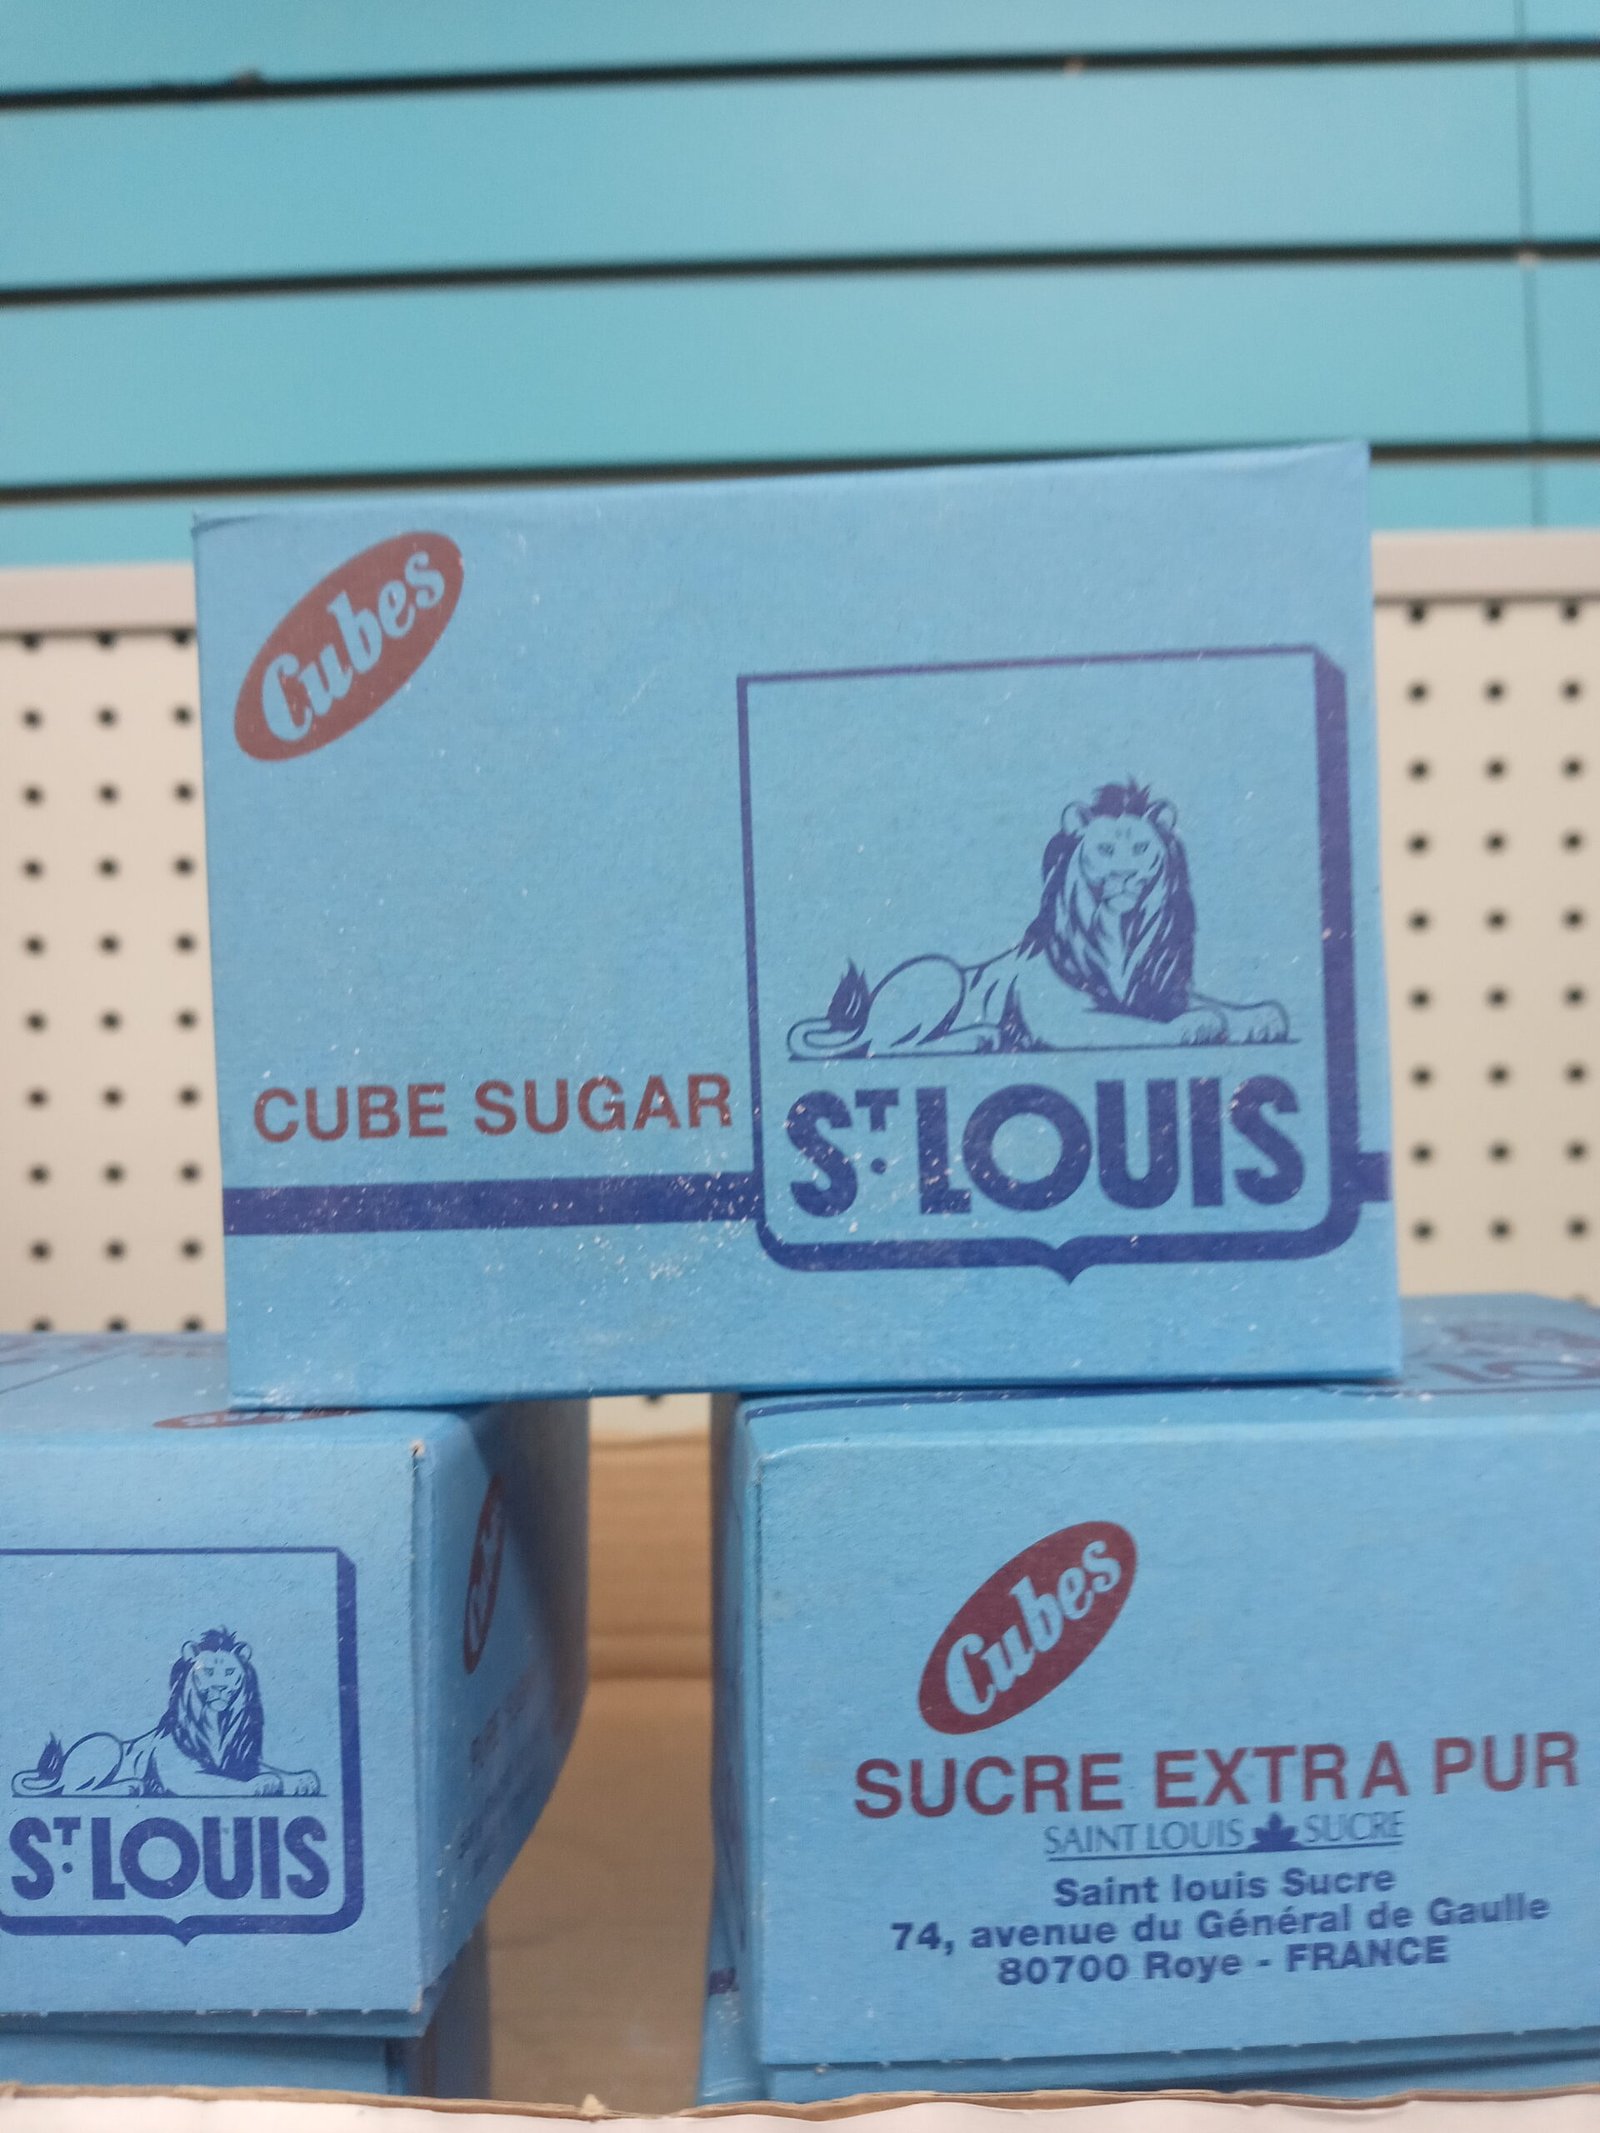 Cubes
CUBE SUGAR
ST. LOUIS
ST. LOUIS
Cubes
SUCRE EXTRA PUR
SAINT LOUIS SUCRE
Saint louis Sucre
74, avenue du Général de Gaulle
80700 Roye - FRANCE